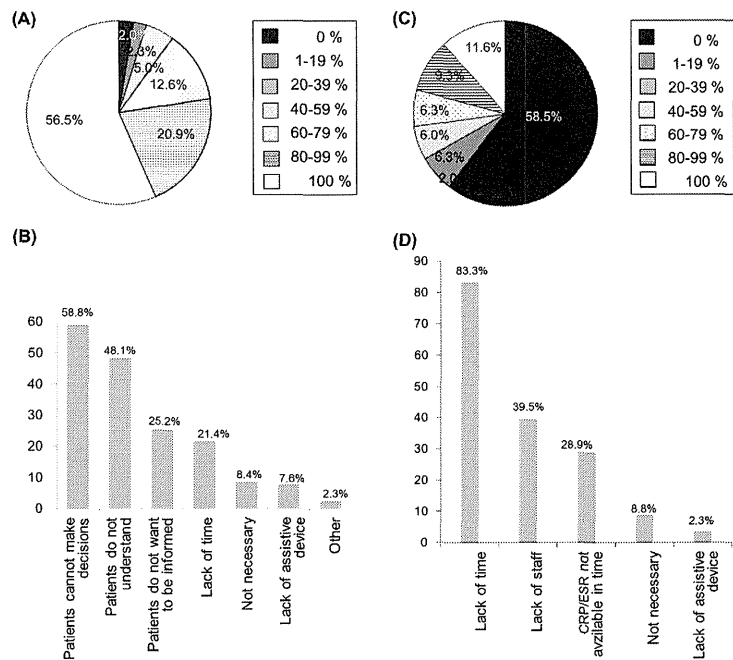 (A)
2.0
2.3%
5.0%
12.6%
20.9%
56.5%
0 %
1-19 %
20-39 %
40-59 %
60-79 %
80-99 %
100 %
(C)
11.6%
9.3%
6.3%
6.0%
6.3%
2.0
58.5%
0 %
1-19 %
20-39 %
40-59 %
60-79 %
80-99 %
100 %
(B)
60
50
40
30
20
10
0
58.8%
48.1%
25.2%
21.4%
8.4%
7.6%
2.3%
Patients cannot make
decisions
Patients do not
understand
Patients do not want
to be informed
Lack of time
Not necessary
Lack of assistive
device
Other
(D)
90
80
70
60
50
40
30
20
10
0
83.3%
39.5%
28.9%
8.8%
2.3%
Lack of time
Lack of staff
CRP/ESR not
avzilable in time
Not necessary
Lack of assistive
device